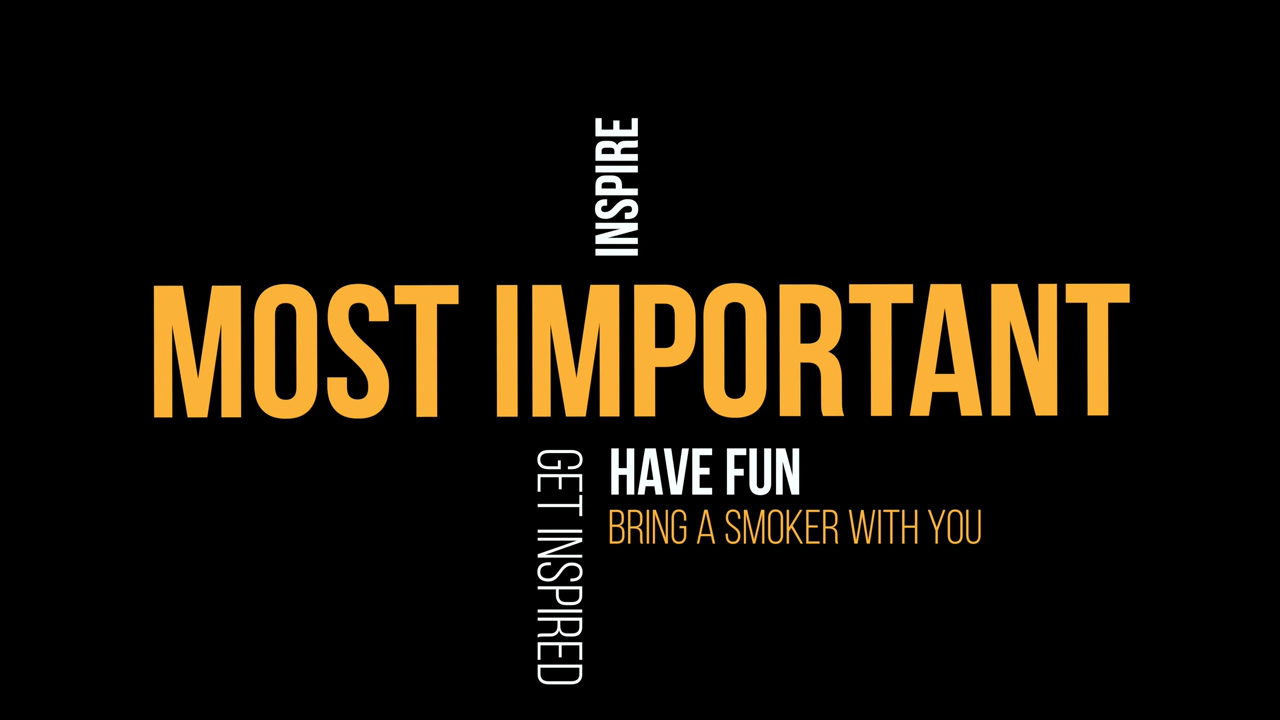 INSPIRE
MOST IMPORTANT
GET INSPIRED
HAVE FUN
BRING A SMOKER WITH YOU